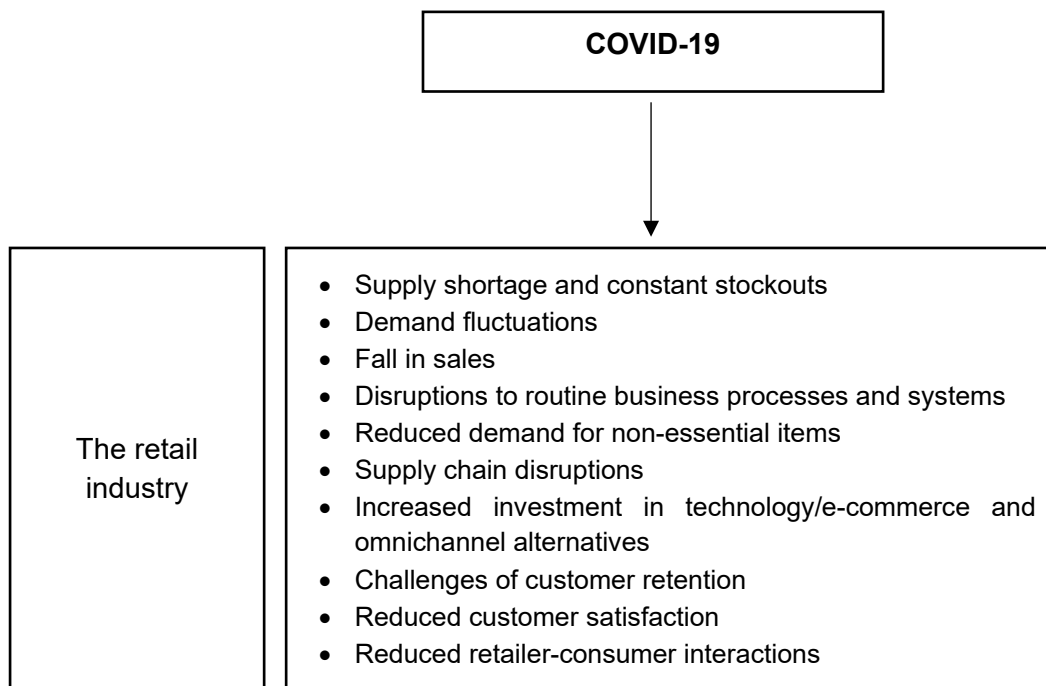 COVID-19
The retail
industry
• Supply shortage and constant stockouts
• Demand fluctuations
• Fall in sales
• Disruptions to routine business processes and systems
• Reduced demand for non-essential items
• Supply chain disruptions
• Increased investment in technology/e-commerce and
omnichannel alternatives
• Challenges of customer retention
• Reduced customer satisfaction
• Reduced retailer-consumer interactions